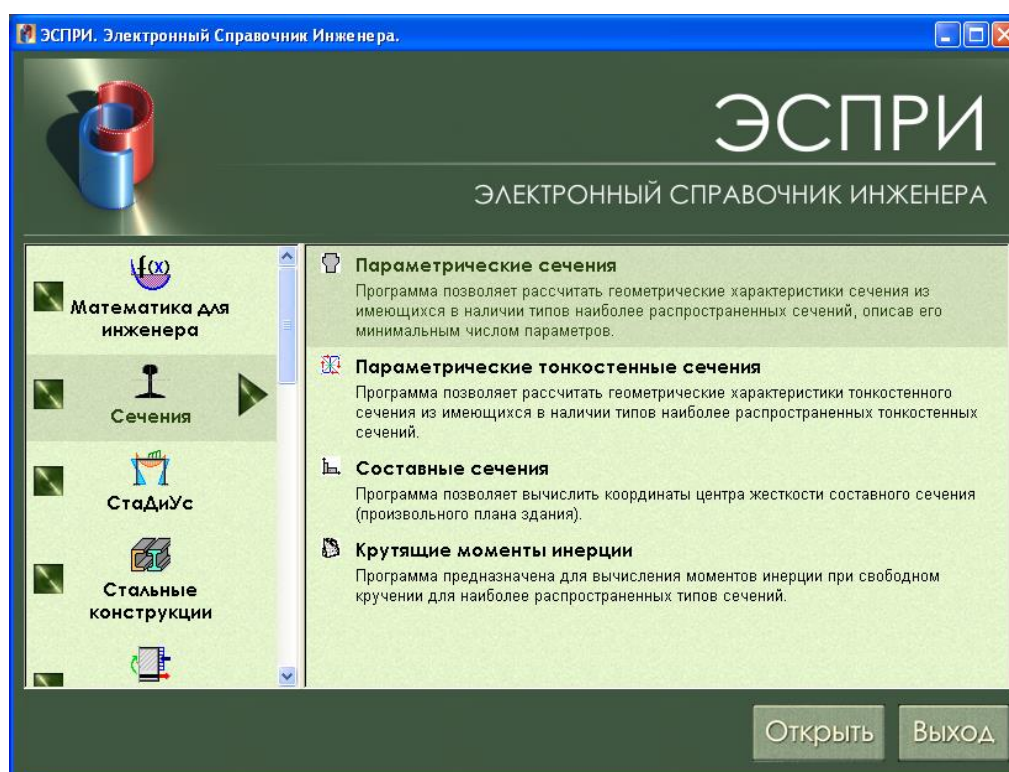 ЭСПРИ. Электронный Справочник Инженера.
ЭСПРИ
ЭЛЕКТРОННЫЙ СПРАВОЧНИК ИНЖЕНЕРА
f(x)
Математика для
инженера
Сечения
СтаДиУс
Стальные
конструкции
Параметрические сечения
Программа позволяет рассчитать геометрические характеристики сечения из
имеющихся в наличии типов наиболее распространенных сечений, описав его
минимальным числом параметров.
Параметрические тонкостенные сечения
Программа позволяет рассчитать геометрические характеристики тонкостенного
сечения из имеющихся в наличии типов наиболее распространенных тонкостенных
сечений.
Составные сечения
Программа позволяет вычислить координаты центра жесткости составного сечения
(произвольного плана здания).
Крутящие моменты инерции
Программа предназначена для вычисления моментов инерции при свободном
кручении для наиболее распространенных типов сечений.
Открыть
Выход